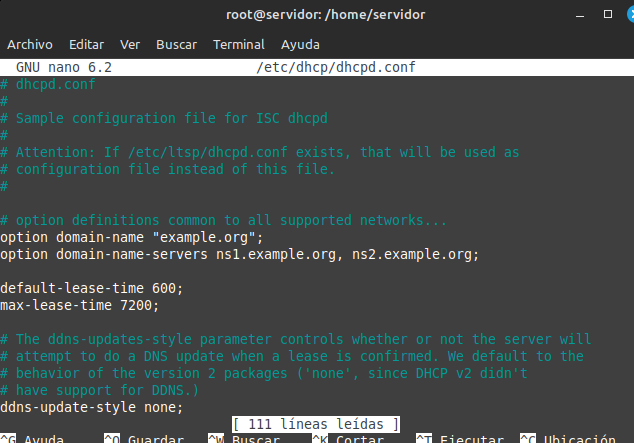 root@servidor: /home/servidor
Archivo Editar Ver Buscar Terminal Ayuda
GNU nano 6.2 /etc/dhcp/dhcpd.conf
# dhcpd.conf
#
# Sample configuration file for ISC dhcpd
#
# Attention: If /etc/ltsp/dhcpd.conf exists, that will be used as
# configuration file instead of this file.
#
# option definitions common to all supported networks...
option domain-name "example.org";
option domain-name-servers ns1.example.org, ns2.example.org;
default-lease-time 600;
max-lease-time 7200;
# The ddns-updates-style parameter controls whether or not the server will
# attempt to do a DNS update when a lease is confirmed. We default to the
# behavior of the version 2 packages ('none', since DHCP v2 didn't
# have support for DDNS.)
ddns-update-style none;
[ 111 líneas leídas ]
^G Ayuda ^O Guardar ^W Buscar ^K Cortar ^T Ejecutar ^C Ubicación